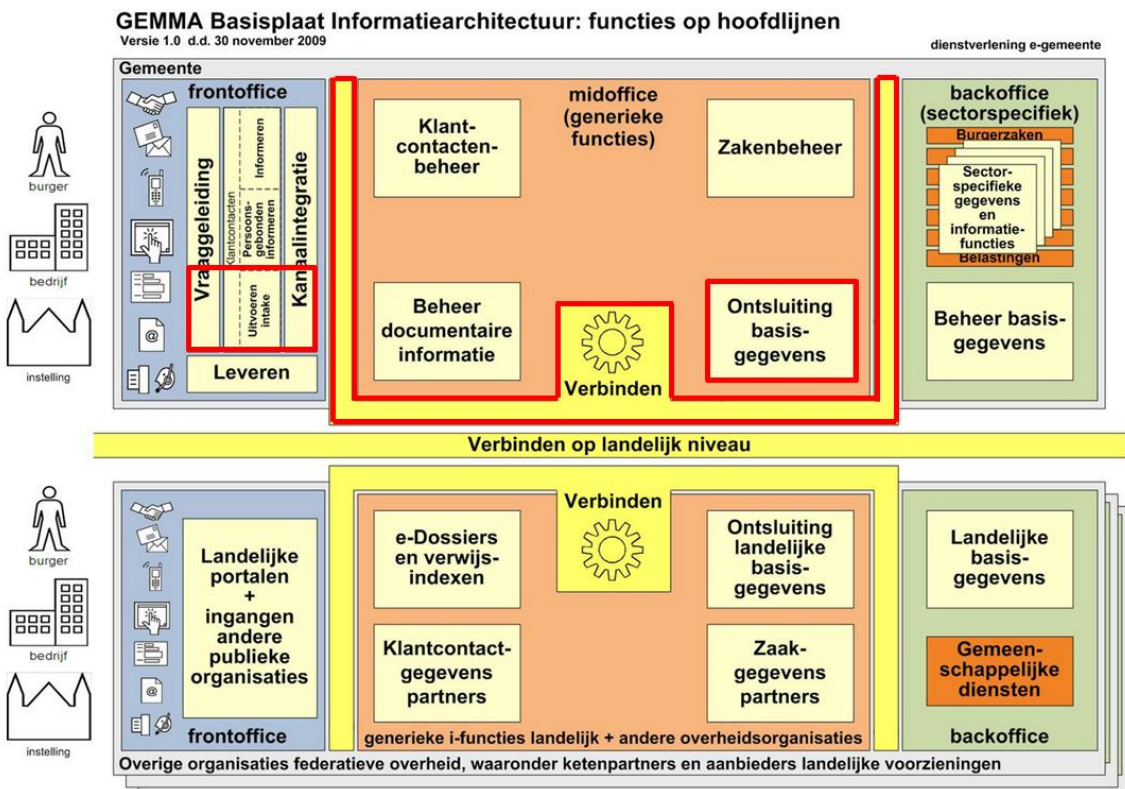 GEMMA Basisplaat Informatiearchitectuur: functies op hoofdlijnen
Versie 1.0 d.d. 30 november 2009
dienstverlening e-gemeente
Gemeente
burger
bedrijf
instelling
frontoffice
Vraaggeleiding
Klantcontacten
Informeren
Persoons-
gebonden
informeren
Uitvoeren
intake
Kanaalintegratie
Leveren
@
midoffice
(generieke
functies)
Klant-
contacten-
beheer
Zakenbeheer
Beheer
documentaire
informatie
Verbinden
Ontsluiting
basis-
gegevens
backoffice
(sectorspecifiek)
Burgerzaken
Sector-
specifieke
gegevens
en
informatie-
functies
Belastingen
Beheer basis-
gegevens
Verbinden op landelijk niveau
burger
bedrijf
instelling
@
Landelijke
portalen
+
ingangen
andere
publieke
organisaties
frontoffice
Verbinden
e-Dossiers
en verwijs-
indexen
Ontsluiting
landelijke
basis-
gegevens
Klantcontact-
gegevens
partners
Zaak-
gegevens
partners
generieke i-functies landelijk + andere overheidsorganisaties
Landelijke
basis-
gegevens
Gemeen-
schappelijke
diensten
backoffice
Overige organisaties federatieve overheid, waaronder ketenpartners en aanbieders landelijke voorzieningen